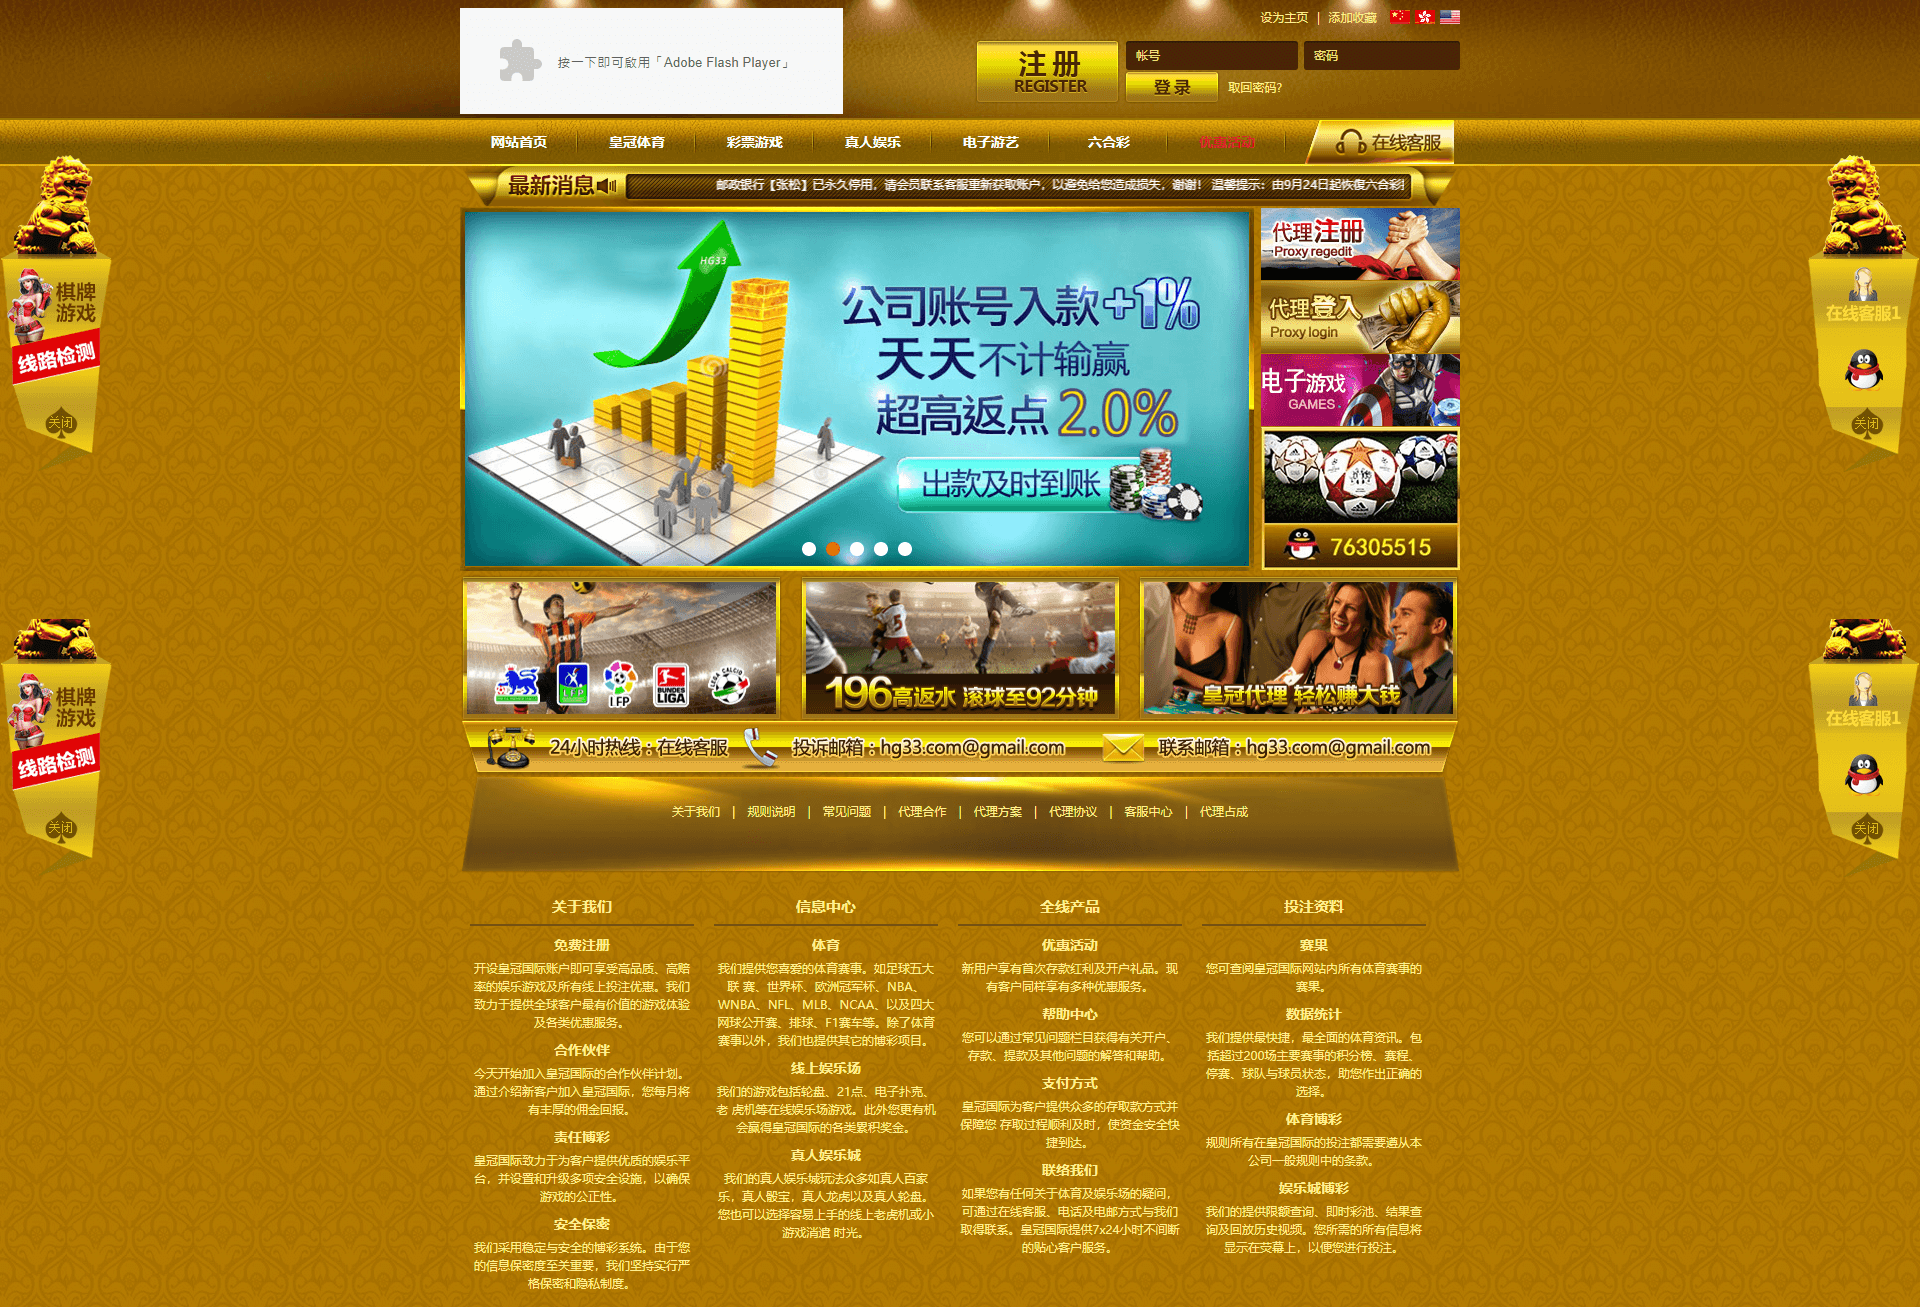 设为主页 | 添加收藏
按一下即可啟用「Adobe Flash Player」
注册
REGISTER
帐号
密码
登录
取回密码?
网站首页
皇冠体育
彩票游戏
真人娱乐
电子游艺
六合彩
优惠活动
在线客服
最新消息
邮政银行【张松】已永久停用，请会员联系客服重新获取账户，以避免给您造成损失，谢谢！ 温馨提示：由9月24日起恢復六合彩
棋牌
游戏
线路检测
关闭
HG33
公司账号入款+1%
天天不计输赢
超高返点 2.0%
出款及时到账
代理注册
Proxy regedit
代理登入
Proxy login
电子游戏
GAMES
76305515
在线客服1
关闭
LFP
LFP
BUNDES
LIGA
196高返水 滚球至92分钟
皇冠代理 轻松赚大钱
棋牌
游戏
线路检测
关闭
在线客服1
关闭
24小时热线：在线客服
投诉邮箱：hg33.com@gmail.com
联系邮箱：hg33.com@gmail.com
关于我们 | 规则说明 | 常见问题 | 代理合作 | 代理方案 | 代理协议 | 客服中心 | 代理占成
关于我们
免费注册
开设皇冠国际账户即可享受高品质、高赔
率的娱乐游戏及所有线上投注优惠。我们
致力于提供全球客户最有价值的游戏体验
及各类优惠服务。
合作伙伴
今天开始加入皇冠国际的合作伙伴计划。
通过介绍新客户加入皇冠国际，您每月将
有丰厚的佣金回报。
责任博彩
皇冠国际致力于为客户提供优质的娱乐平
台，并设置和升级多项安全设施，以确保
游戏的公正性。
安全保密
我们采用稳定与安全的博彩系统。由于您
的信息保密度至关重要，我们坚持实行严
格保密和隐私制度。
信息中心
体育
我们提供您喜爱的体育赛事。如足球五大
联 赛、世界杯、欧洲冠军杯、NBA、
WNBA、NFL、MLB、NCAA、以及四大
网球公开赛、排球、F1赛车等。除了体育
赛事以外，我们也提供其它的博彩项目。
线上娱乐场
我们的游戏包括轮盘、21点、电子扑克、
老 虎机等在线娱乐场游戏。此外您更有机
会赢得皇冠国际的各类累积奖金。
真人娱乐城
我们的真人娱乐城玩法众多如真人百家
乐，真人骰宝，真人龙虎以及真人轮盘。
您也可以选择容易上手的线上老虎机或小
游戏消遣 时光。
全线产品
优惠活动
新用户享有首次存款红利及开户礼品。现
有客户同样享有多种优惠服务。
帮助中心
您可以通过常见问题栏目获得有关开户、
存款、提款及其他问题的解答和帮助。
支付方式
皇冠国际为客户提供众多的存取款方式并
保障您 存取过程顺利及时，使资金安全快
捷到达。
联络我们
如果您有任何关于体育及娱乐场的疑问，
可通过在线客服、电话及电邮方式与我们
取得联系。皇冠国际提供7x24小时不间断
的贴心客户服务。
投注资料
赛果
您可查阅皇冠国际网站内所有体育赛事的
赛果。
数据统计
我们提供最快捷，最全面的体育资讯。包
括超过200场主要赛事的积分榜、赛程、
停赛、球队与球员状态，助您作出正确的
选择。
体育博彩
规则所有在皇冠国际的投注都需要遵从本
公司一般规则中的条款。
娱乐城博彩
我们的提供限额查询、即时彩池、结果查
询及回放历史视频。您所需的所有信息将
显示在荧幕上，以便您进行投注。